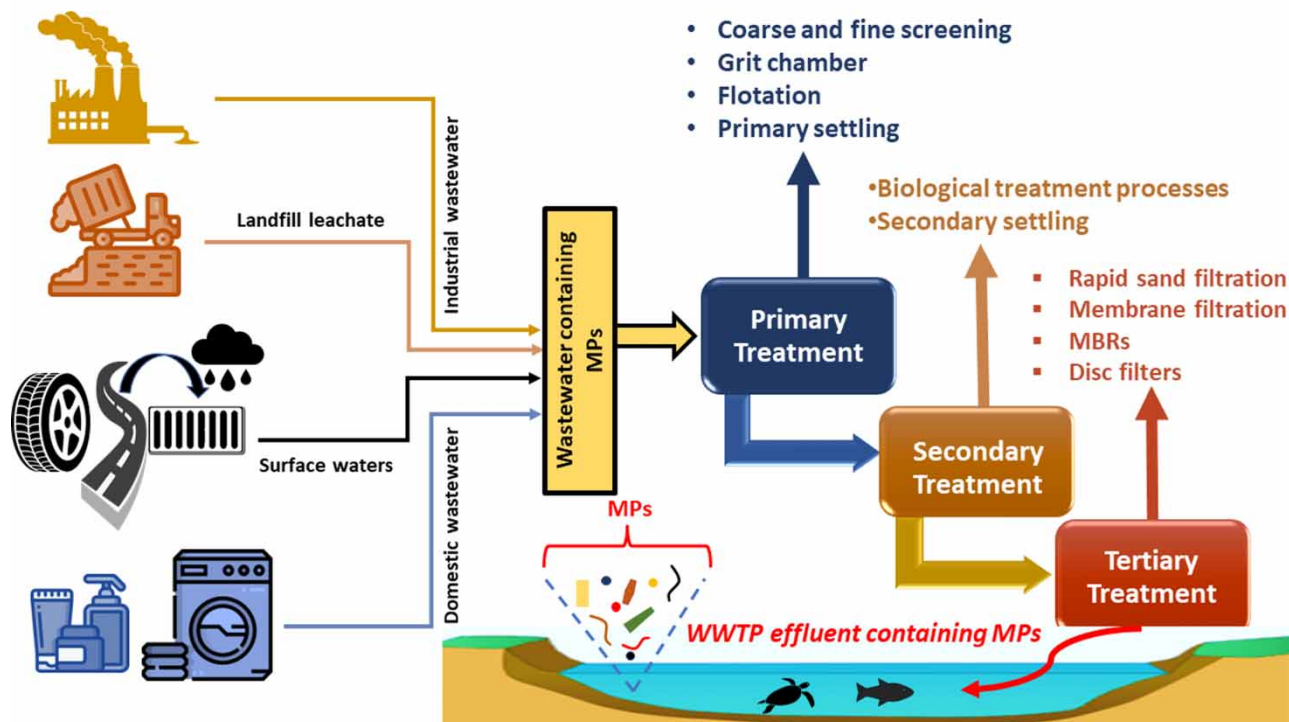 • Coarse and fine screening
• Grit chamber
• Flotation
• Primary settling
•Biological treatment processes
•Secondary settling
▪ Rapid sand filtration
▪ Membrane filtration
▪ MBRs
▪ Disc filters
Industrial wastewater
Landfill leachate
Surface waters
Domestic wastewater
Wastewater containing
MPs
Primary
Treatment
Secondary
Treatment
Tertiary
Treatment
MPs
WWTP effluent containing MPs